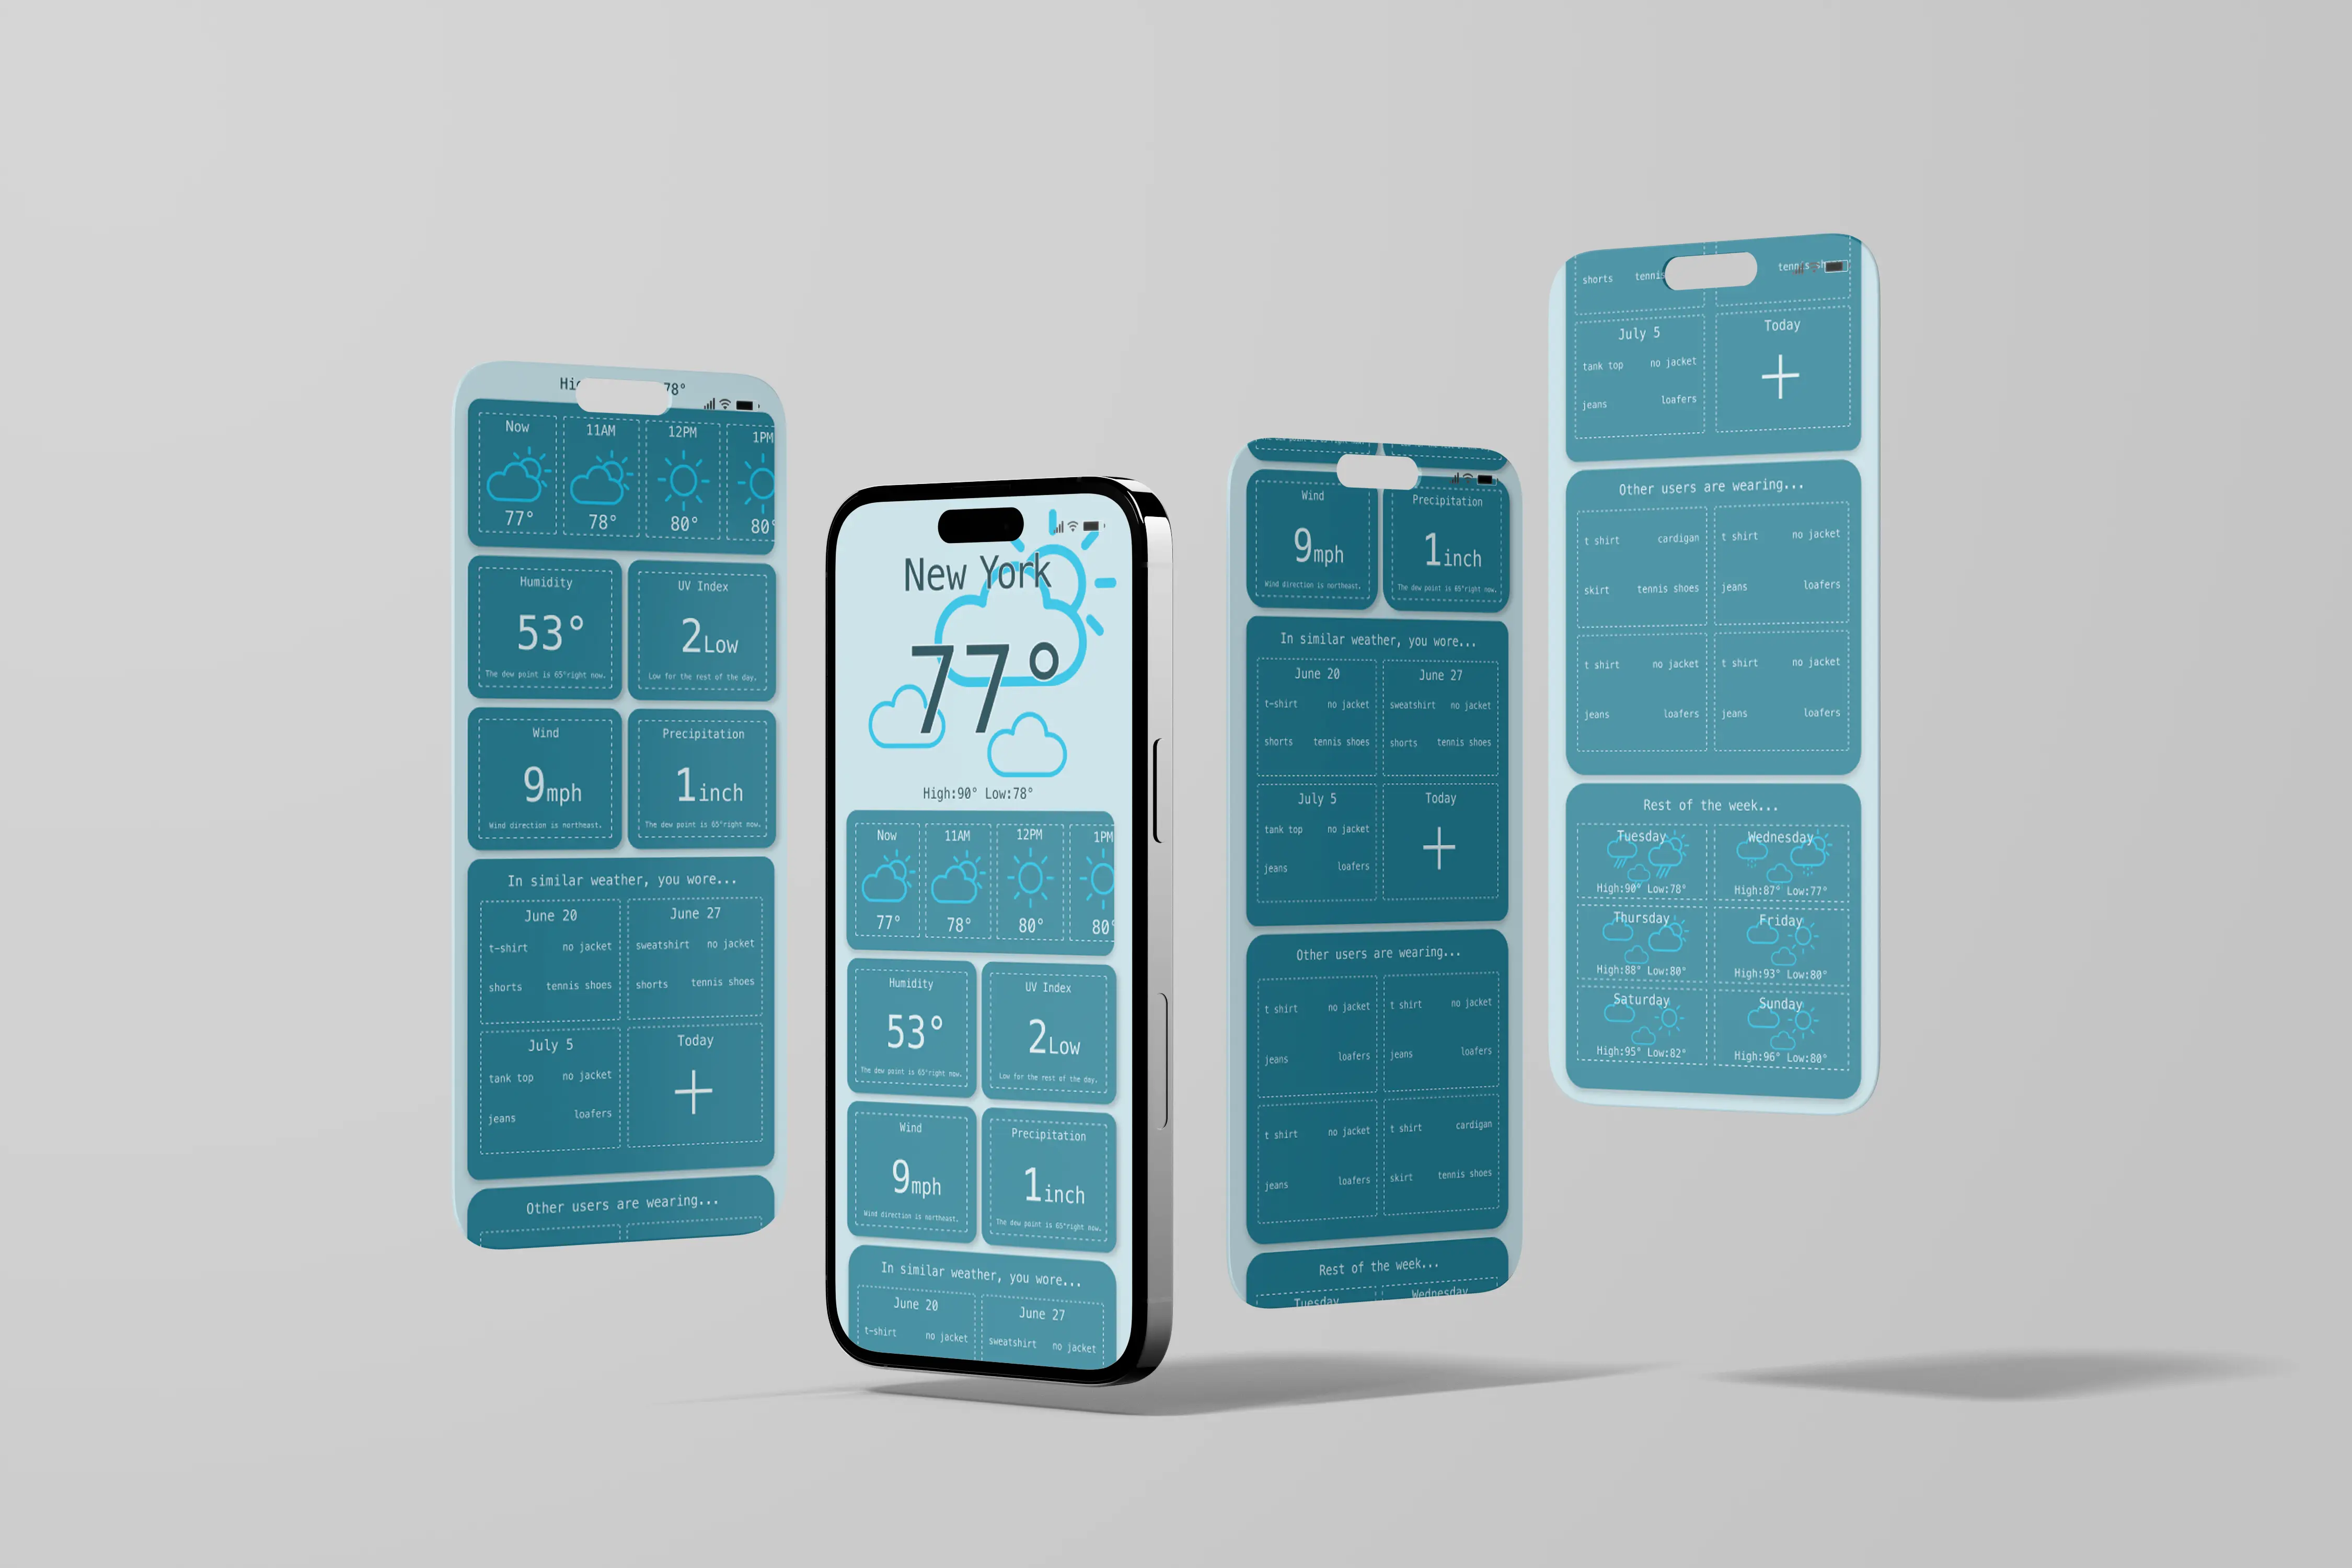 Hi 78°
Now 11AM 12PM 1PM
77° 78° 80° 80°
Humidity UV Index
53° 2Low
The dew point is 65°right now. Low for the rest of the day.
Wind Precipitation
9mph 1inch
Wind direction is northeast. The dew point is 65°right now.
In similar weather, you wore...
June 20 June 27
t-shirt no jacket sweatshirt no jacket
shorts tennis shoes shorts tennis shoes
July 5 Today
tank top no jacket +
jeans loafers
Other users are wearing...
New York
77°
High:90° Low:78°
Now 11AM 12PM 1PM
77° 78° 80° 80°
Humidity UV Index
53° 2Low
The dew point is 65°right now. Low for the rest of the day.
Wind Precipitation
9mph 1inch
Wind direction is northeast. The dew point is 65°right now.
In similar weather, you wore...
June 20 June 27
t-shirt no jacket sweatshirt no jacket
Wind Precipitation
9mph 1inch
Wind direction is northeast. The dew point is 65°right now.
In similar weather, you wore...
June 20 June 27
t-shirt no jacket sweatshirt no jacket
shorts tennis shoes shorts tennis shoes
July 5 Today
tank top no jacket +
jeans loafers
Other users are wearing...
t shirt no jacket t shirt no jacket
jeans loafers jeans loafers
t shirt no jacket t shirt cardigan
jeans loafers skirt tennis shoes
Rest of the week...
Tuesday Wednesday
shorts tennis tennis sh
July 5 Today
tank top no jacket +
jeans loafers
Other users are wearing...
t shirt cardigan t shirt no jacket
skirt tennis shoes jeans loafers
t shirt no jacket t shirt no jacket
jeans loafers jeans loafers
Rest of the week...
Tuesday Wednesday
High:90° Low:78° High:87° Low:77°
Thursday Friday
High:88° Low:80° High:93° Low:80°
Saturday Sunday
High:95° Low:82° High:96° Low:80°